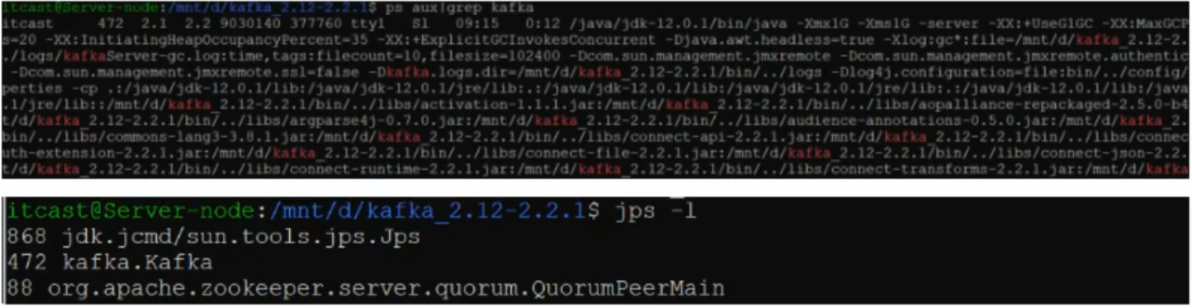 itcast@Server-node:/mnt/d/kafka_2.12-2.2.1$ ps aux|grep kafka
itcast 472 2.1 2.2 9030140 377760 tty1 Sl 09:15 0:12 /java/jdk-12.0.1/bin/java -Xmx1G -Xms1G -server -XX:+UseG1GC -XX:MaxGCP
s=20 -XX:InitiatingHeapOccupancyPercent=35 -XX:+ExplicitGCInvokesConcurrent -Djava.awt.headless=true -Xlog:gc*:file=/mnt/d/kafka_2.12-2.
./logs/kafkaServer-gc.log:time,tags:filecount=10,filesize=102400 -Dcom.sun.management.jmxremote -Dcom.sun.management.jmxremote.authentic
-Dcom.sun.management.jmxremote.ssl=false -Dkafka.logs.dir=/mnt/d/kafka_2.12-2.2.1/bin/../logs -Dlog4j.configuration=file:bin/../config/
perties -cp .:/java/jdk-12.0.1/lib:/java/jdk-12.0.1/jre/lib:.:/java/jdk-12.0.1/lib:/java/jdk-12.0.1/jre/lib:.:/java/jdk-12.0.1/lib:/java
.1/jre/lib::/mnt/d/kafka_2.12-2.2.1/bin/../libs/activation-1.1.1.jar:/mnt/d/kafka_2.12-2.2.1/bin/../libs/aopalliance-repackaged-2.5.0-b4
t/d/kafka_2.12-2.2.1/bin/../libs/argparse4j-0.7.0.jar:/mnt/d/kafka_2.12-2.2.1/bin/../libs/audience-annotations-0.5.0.jar:/mnt/d/kafka_2.
bin/../libs/commons-lang3-3.8.1.jar:/mnt/d/kafka_2.12-2.2.1/bin/../libs/connect-api-2.2.1.jar:/mnt/d/kafka_2.12-2.2.1/bin/../libs/connec
uth-extension-2.2.1.jar:/mnt/d/kafka_2.12-2.2.1/bin/../libs/connect-file-2.2.1.jar:/mnt/d/kafka_2.12-2.2.1/bin/../libs/connect-json-2.2.
/d/kafka_2.12-2.2.1/bin/../libs/connect-runtime-2.2.1.jar:/mnt/d/kafka_2.12-2.2.1/bin/../libs/connect-transforms-2.2.1.jar:/mnt/d/kafka
itcast@Server-node:/mnt/d/kafka_2.12-2.2.1$ jps -l
868 jdk.jcmd/sun.tools.jps.Jps
472 kafka.Kafka
88 org.apache.zookeeper.server.quorum.QuorumPeerMain